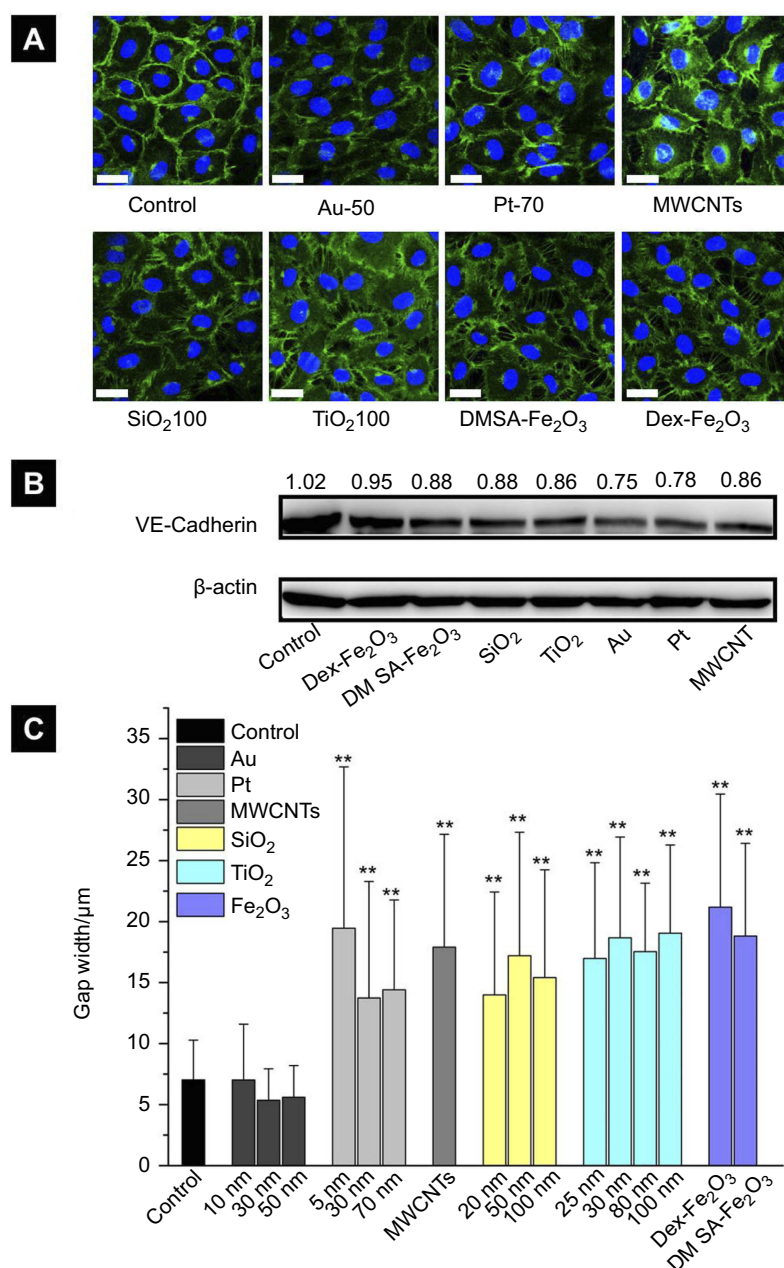 A
Control
Au-50
Pt-70
MWCNTs
SiO₂100
TiO₂100
DMSA-Fe₂O₃
Dex-Fe₂O₃
B
1.02 0.95 0.88 0.88 0.86 0.75 0.78 0.86
VE-Cadherin
β-actin
Control
Dex-Fe₂O₃
DM SA-Fe₂O₃
SiO₂
TiO₂
Au
Pt
MWCNT
C
Control
Au
Pt
MWCNTs
SiO₂
TiO₂
Fe₂O₃
Gap width/µm
35
30
25
20
15
10
5
0
**
**
**
**
**
**
**
**
**
**
**
**
**
Control
10 nm
30 nm
50 nm
5 nm
30 nm
70 nm
MWCNTs
20 nm
50 nm
100 nm
25 nm
30 nm
80 nm
100 nm
Dex-Fe₂O₃
DM SA-Fe₂O₃